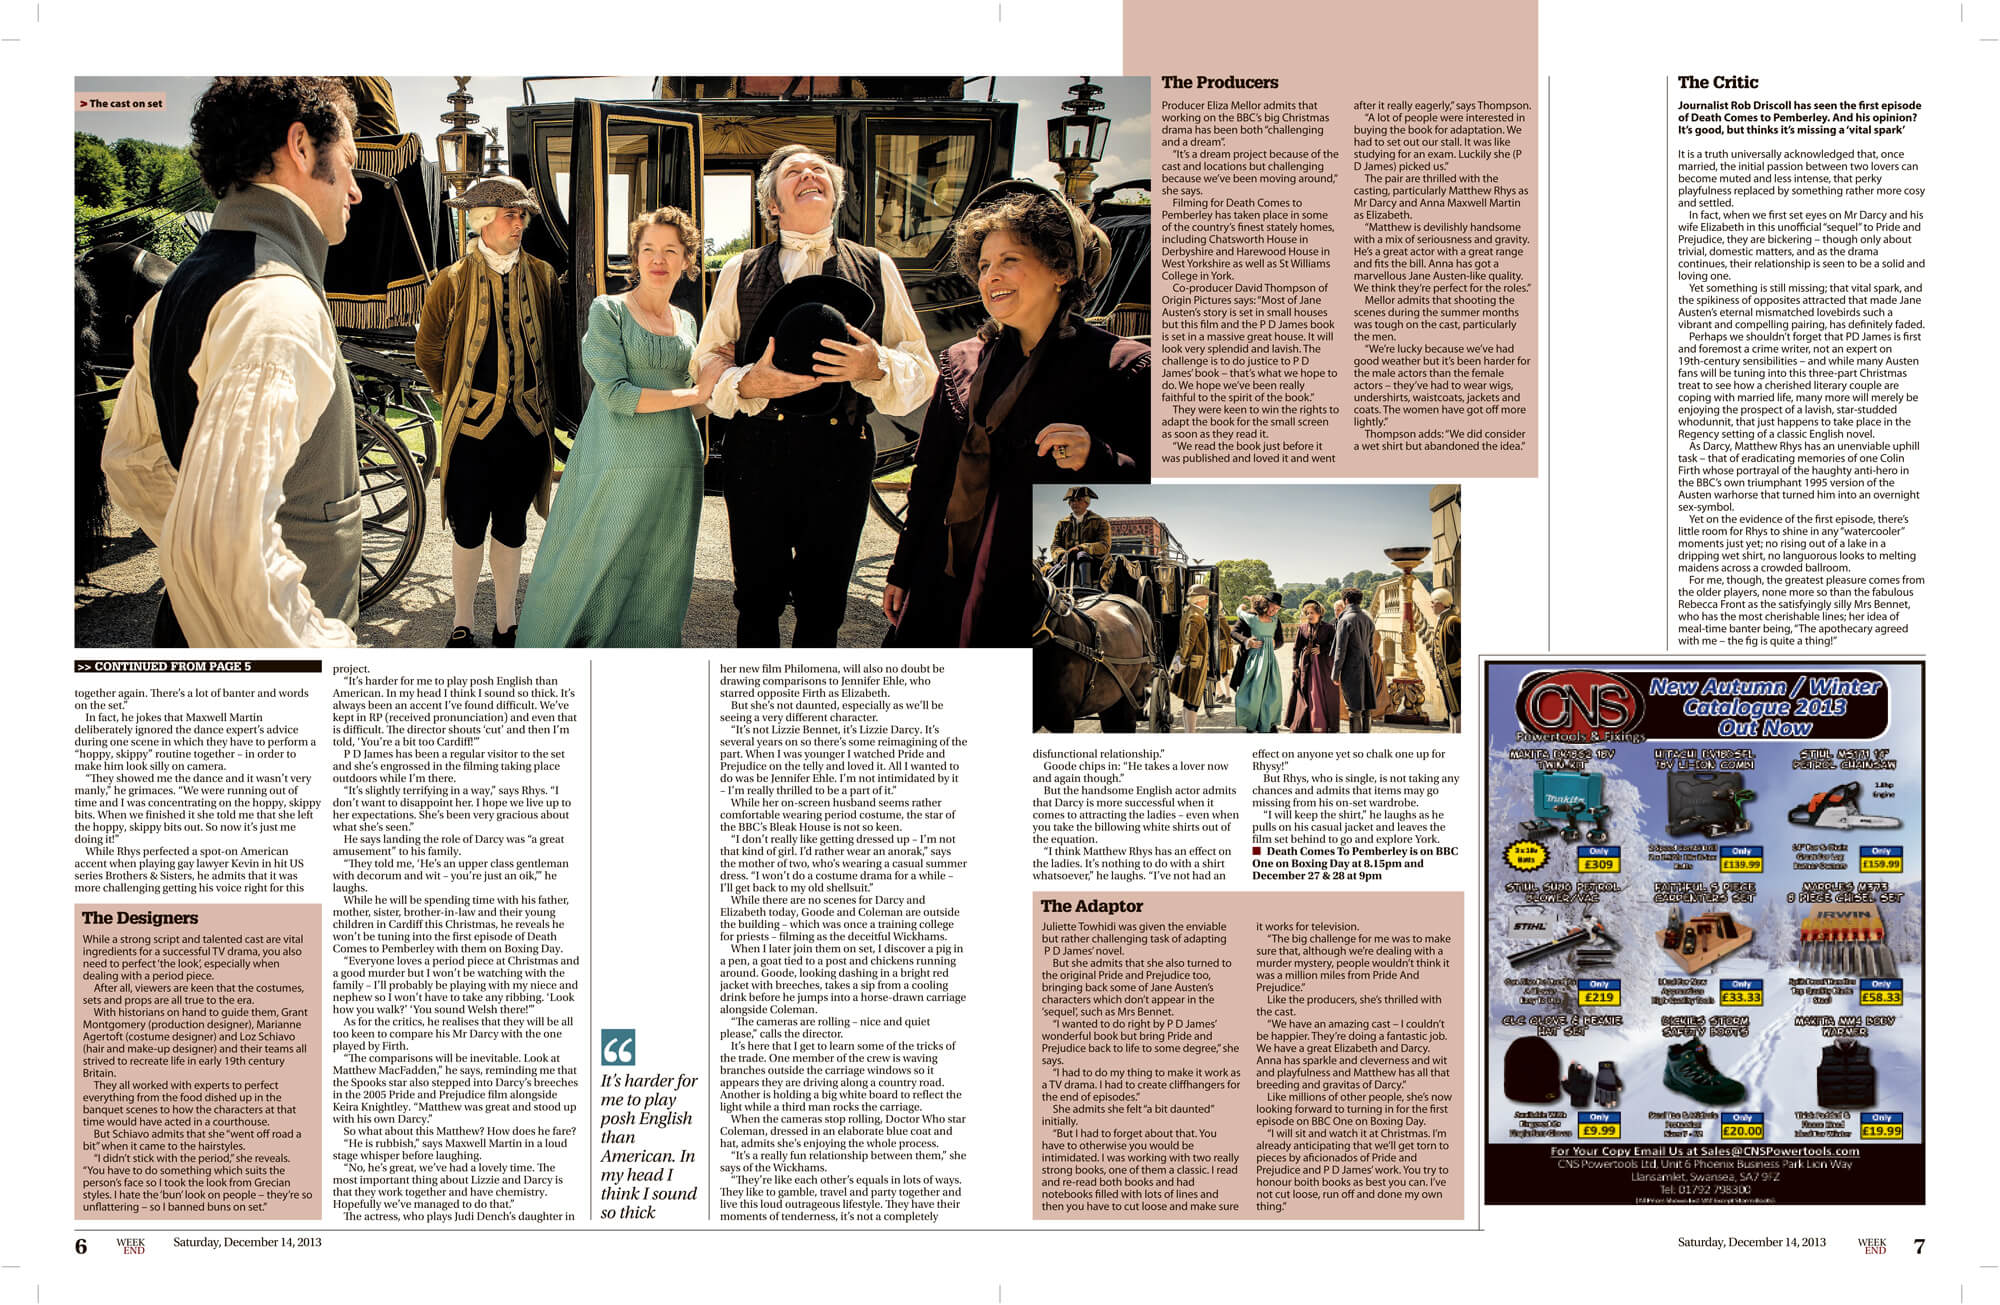 > The cast on set
>> CONTINUED FROM PAGE 5
together again. There's a lot of banter and words
on the set."
In fact, he jokes that Maxwell Martin
deliberately ignored the dance expert's advice
during one scene in which they have to perform a
"hoppy, skippy" routine together – in order to
make him look silly on camera.
"They showed me the dance and it wasn't very
manly," he grimaces. "We were running out of
time and I was concentrating on the hoppy, skippy
bits. When we finished it she told me that she left
the hoppy, skippy bits out. So now it's just me
doing it!"
While Rhys perfected a spot-on American
accent when playing gay lawyer Kevin in hit US
series Brothers & Sisters, he admits that it was
more challenging getting his voice right for this
project.
"It's harder for me to play posh English than
American. In my head I think I sound so thick. It's
always been an accent I've found difficult. We've
kept in RP (received pronunciation) and even that
is difficult. The director shouts 'cut' and then I'm
told, 'You're a bit too Cardiff!'"
P D James has been a regular visitor to the set
and she's engrossed in the filming taking place
outdoors while I'm there.
"It's slightly terrifying in a way," says Rhys. "I
don't want to disappoint her. I hope we live up to
her expectations. She's been very gracious about
what she's seen."
He says landing the role of Darcy was "a great
amusement" to his family.
"They told me, 'He's an upper class gentleman
with decorum and wit – you're just an oik,'" he
laughs.
While he will be spending time with his father,
mother, sister, brother-in-law and their young
children in Cardiff this Christmas, he reveals he
won't be tuning into the first episode of Death
Comes to Pemberley with them on Boxing Day.
"Everyone loves a period piece at Christmas and
a good murder but I won't be watching with the
family – I'll probably be playing with my niece and
nephew so I won't have to take any ribbing. 'Look
how you walk?' 'You sound Welsh there!'"
As for the critics, he realises that they will be all
too keen to compare his Mr Darcy with the one
played by Firth.
"The comparisons will be inevitable. Look at
Matthew MacFadden," he says, reminding me that
the Spooks star also stepped into Darcy's breeches
in the 2005 Pride and Prejudice film alongside
Keira Knightley. "Matthew was great and stood up
with his own Darcy."
So what about this Matthew? How does he fare?
"He is rubbish," says Maxwell Martin in a loud
stage whisper before laughing.
"No, he's great, we've had a lovely time. The
most important thing about Lizzie and Darcy is
that they work together and have chemistry.
Hopefully we've managed to do that."
The actress, who plays Judi Dench's daughter in
her new film Philomena, will also no doubt be
drawing comparisons to Jennifer Ehle, who
starred opposite Firth as Elizabeth.
But she's not daunted, especially as we'll be
seeing a very different character.
"It's not Lizzie Bennet, it's Lizzie Darcy. It's
several years on so there's some reimagining of the
part. When I was younger I watched Pride and
Prejudice on the telly and loved it. All I wanted to
do was be Jennifer Ehle. I'm not intimidated by it
– I'm really thrilled to be a part of it."
While her on-screen husband seems rather
comfortable wearing period costume, the star of
the BBC's Bleak House is not so keen.
"I don't really like getting dressed up – I'm not
that kind of girl. I'd rather wear an anorak," says
the mother of two, who's wearing a casual summer
dress. "I won't do a costume drama for a while –
I'll get back to my old shellsuit."
While there are no scenes for Darcy and
Elizabeth today, Goode and Coleman are outside
the building – which was once a training college
for priests – filming as the deceitful Wickhams.
When I later join them on set, I discover a pig in
a pen, a goat tied to a post and chickens running
around. Goode, looking dashing in a bright red
jacket with breeches, takes a sip from a cooling
drink before he jumps into a horse-drawn carriage
alongside Coleman.
"The cameras are rolling – nice and quiet
please," calls the director.
It's here that I get to learn some of the tricks of
the trade. One member of the crew is waving
branches outside the carriage windows so it
appears they are driving along a country road.
Another is holding a big white board to reflect the
light while a third man rocks the carriage.
When the cameras stop rolling, Doctor Who star
Coleman, dressed in an elaborate blue coat and
hat, admits she's enjoying the whole process.
"It's a really fun relationship between them," she
says of the Wickhams.
"They're like each other's equals in lots of ways.
They like to gamble, travel and party together and
live this loud outrageous lifestyle. They have their
moments of tenderness, it's not a completely
disfunctional relationship."
Goode chips in: "He takes a lover now
and again though."
But the handsome English actor admits
that Darcy is more successful when it
comes to attracting the ladies – even when
you take the billowing white shirts out of
the equation.
"I think Matthew Rhys has an effect on
the ladies. It's nothing to do with a shirt
whatsoever," he laughs. "I've not had an
effect on anyone yet so chalk one up for
Rhysy!"
But Rhys, who is single, is not taking any
chances and admits that items may go
missing from his on-set wardrobe.
"I will keep the shirt," he laughs as he
pulls on his casual jacket and leaves the
film set behind to go and explore York.
■ Death Comes To Pemberley is on BBC
One on Boxing Day at 8.15pm and
December 27 & 28 at 9pm
“
It's harder for
me to play
posh English
than
American. In
my head I
think I sound
so thick
The Designers
While a strong script and talented cast are vital
ingredients for a successful TV drama, you also
need to perfect 'the look', especially when
dealing with a period piece.
After all, viewers are keen that the costumes,
sets and props are all true to the era.
With historians on hand to guide them, Grant
Montgomery (production designer), Marianne
Agertoft (costume designer) and Loz Schiavo
(hair and make-up designer) and their teams all
strived to recreate life in early 19th century
Britain.
They all worked with experts to perfect
everything from the food dished up in the
banquet scenes to how the characters at that
time would have acted in a courthouse.
But Schiavo admits that she "went off road a
bit" when it came to the hairstyles.
"I didn't stick with the period," she reveals.
"You have to do something which suits the
person's face so I took the look from Grecian
styles. I hate the 'bun' look on people – they're so
unflattering – so I banned buns on set."
The Producers
Producer Eliza Mellor admits that
working on the BBC's big Christmas
drama has been both "challenging
and a dream".
"It's a dream project because of the
cast and locations but challenging
because we've been moving around,"
she says.
Filming for Death Comes to
Pemberley has taken place in some
of the country's finest stately homes,
including Chatsworth House in
Derbyshire and Harewood House in
West Yorkshire as well as St Williams
College in York.
Co-producer David Thompson of
Origin Pictures says: "Most of Jane
Austen's story is set in small houses
but this film and the P D James book
is set in a massive great house. It will
look very splendid and lavish. The
challenge is to do justice to P D
James' book – that's what we hope to
do. We hope we've been really
faithful to the spirit of the book."
They were keen to win the rights to
adapt the book for the small screen
as soon as they read it.
"We read the book just before it
was published and loved it and went
after it really eagerly," says Thompson.
"A lot of people were interested in
buying the book for adaptation. We
had to set out our stall. It was like
studying for an exam. Luckily she (P
D James) picked us."
The pair are thrilled with the
casting, particularly Matthew Rhys as
Mr Darcy and Anna Maxwell Martin
as Elizabeth.
"Matthew is devilishly handsome
with a mix of seriousness and gravity.
He's a great actor with a great range
and fits the bill. Anna has got a
marvellous Jane Austen-like quality.
We think they're perfect for the roles."
Mellor admits that shooting the
scenes during the summer months
was tough on the cast, particularly
the men.
"We're lucky because we've had
good weather but it's been harder for
the male actors than the female
actors – they've had to wear wigs,
undershirts, waistcoats, jackets and
coats. The women have got off more
lightly."
Thompson adds: "We did consider
a wet shirt but abandoned the idea."
The Adaptor
Juliette Towhidi was given the enviable
but rather challenging task of adapting
P D James' novel.
But she admits that she also turned to
the original Pride and Prejudice too,
bringing back some of Jane Austen's
characters which don't appear in the
'sequel', such as Mrs Bennet.
"I wanted to do right by P D James'
wonderful book but bring Pride and
Prejudice back to life to some degree," she
says.
"I had to do my thing to make it work as
a TV drama. I had to create cliffhangers for
the end of episodes."
She admits she felt "a bit daunted"
initially.
"But I had to forget about that. You
have to otherwise you would be
intimidated. I was working with two really
strong books, one of them a classic. I read
and re-read both books and had
notebooks filled with lots of lines and
then you have to cut loose and make sure
it works for television.
"The big challenge for me was to make
sure that, although we're dealing with a
murder mystery, people wouldn't think it
was a million miles from Pride And
Prejudice."
Like the producers, she's thrilled with
the cast.
"We have an amazing cast – I couldn't
be happier. They're doing a fantastic job.
We have a great Elizabeth and Darcy.
Anna has sparkle and cleverness and wit
and playfulness and Matthew has all that
breeding and gravitas of Darcy."
Like millions of other people, she's now
looking forward to turning in for the first
episode on BBC One on Boxing Day.
"I will sit and watch it at Christmas. I'm
already anticipating that we'll get torn to
pieces by aficionados of Pride and
Prejudice and P D James' work. You try to
honour boith books as best you can. I've
not cut loose, run off and done my own
thing."
The Critic
Journalist Rob Driscoll has seen the first episode
of Death Comes to Pemberley. And his opinion?
It's good, but thinks it's missing a 'vital spark'
It is a truth universally acknowledged that, once
married, the initial passion between two lovers can
become muted and less intense, that perky
playfulness replaced by something rather more cosy
and settled.
In fact, when we first set eyes on Mr Darcy and his
wife Elizabeth in this unofficial "sequel" to Pride and
Prejudice, they are bickering – though only about
trivial, domestic matters, and as the drama
continues, their relationship is seen to be a solid and
loving one.
Yet something is still missing; that vital spark, and
the spikiness of opposites attracted that made Jane
Austen's eternal mismatched lovebirds such a
vibrant and compelling pairing, has definitely faded.
Perhaps we shouldn't forget that PD James is first
and foremost a crime writer, not an expert on
19th-century sensibilities – and while many Austen
fans will be tuning into this three-part Christmas
treat to see how a cherished literary couple are
coping with married life, many more will merely be
enjoying the prospect of a lavish, star-studded
whodunnit, that just happens to take place in the
Regency setting of a classic English novel.
As Darcy, Matthew Rhys has an unenviable uphill
task – that of eradicating memories of one Colin
Firth whose portrayal of the haughty anti-hero in
the BBC's own triumphant 1995 version of the
Austen warhorse that turned him into an overnight
sex-symbol.
Yet on the evidence of the first episode, there's
little room for Rhys to shine in any "watercooler"
moments just yet; no rising out of a lake in a
dripping wet shirt, no languorous looks to melting
maidens across a crowded ballroom.
For me, though, the greatest pleasure comes from
the older players, none more so than the fabulous
Rebecca Front as the satisfyingly silly Mrs Bennet,
who has the most cherishable lines; her idea of
meal-time banter being, "The apothecary agreed
with me – the fig is quite a thing!"
CNS
Powertools & Fixings
New Autumn / Winter
Catalogue 2013
Out Now
TWIN KIT
3 x 18v
Only
£309
HITACHI DV18DSEL
18V LI-ION COMBI
Only
£139.99
STIHL MS171 16"
PETROL CHAINSAW
1.8hp
Engine
Only
£159.99
STIHL SH56 PETROL
BLOWER/VAC
STIHL
Only
£219
FAITHFUL 5 PIECE
CARPENTERS SET
Only
£33.33
MARPLES M373
8 PIECE CHISEL SET
IRWIN
Only
£58.33
CLC GLOVE & BEANIE
HAT SET
Only
£9.99
DICKIES STORM
SAFETY BOOTS
Only
£20.00
MAKITA MM4 BODY
WARMER
Only
£19.99
For Your Copy Email Us at Sales@CNSPowertools.com
CNS Powertools Ltd, Unit 6 Phoenix Business Park Lion Way
Llansamlet, Swansea, SA7 9FZ
Tel: 01792 798300
6
WEEK
END
Saturday, December 14, 2013
Saturday, December 14, 2013
WEEK
END
7